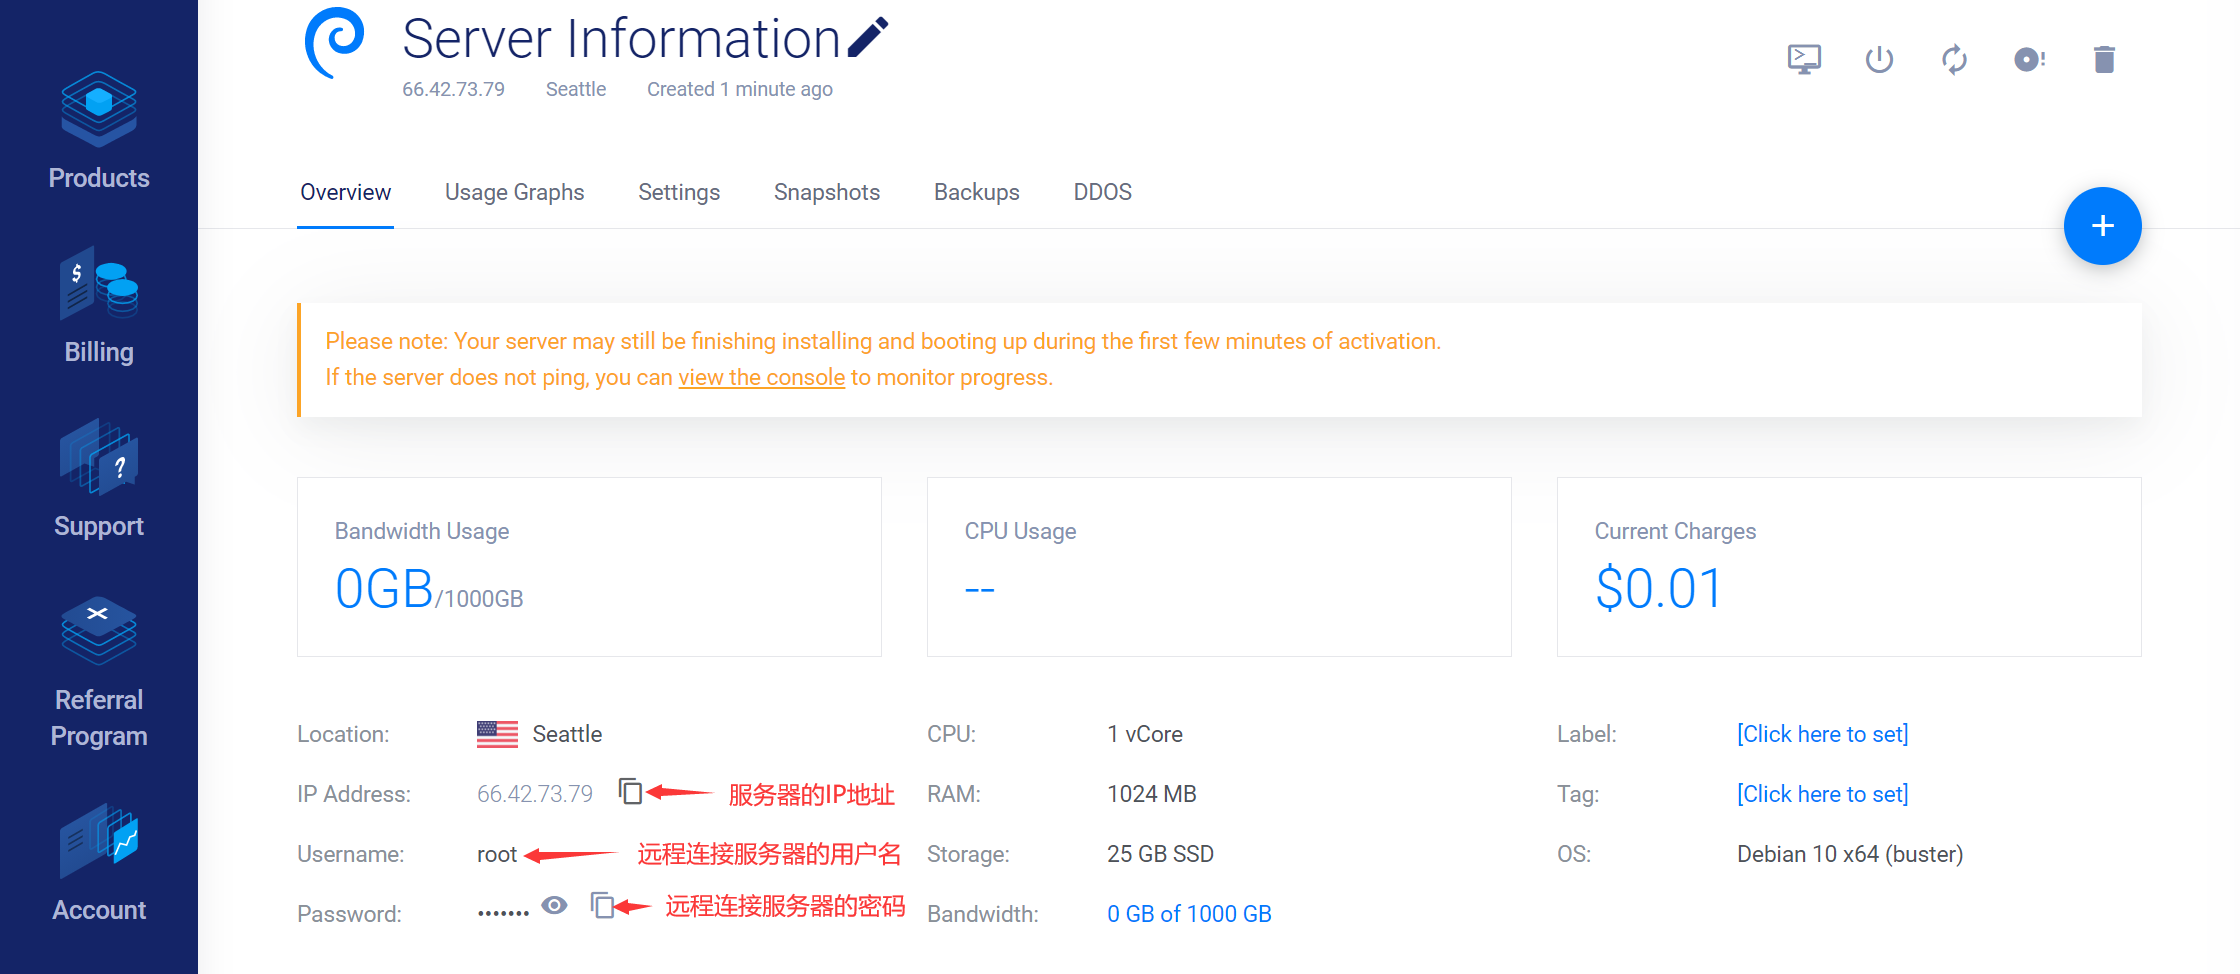 Server Information
66.42.73.79 Seattle Created 1 minute ago
Products
Billing
Support
Referral
Program
Account
Overview Usage Graphs Settings Snapshots Backups DDOS
+
Please note: Your server may still be finishing installing and booting up during the first few minutes of activation.
If the server does not ping, you can view the console to monitor progress.
Bandwidth Usage
0GB/1000GB
CPU Usage
--
Current Charges
$0.01
Location: Seattle
IP Address: 66.42.73.79 服务器的IP地址
Username: root 远程连接服务器的用户名
Password: ······· 远程连接服务器的密码
CPU: 1 vCore
RAM: 1024 MB
Storage: 25 GB SSD
Bandwidth: 0 GB of 1000 GB
Label: [Click here to set]
Tag: [Click here to set]
OS: Debian 10 x64 (buster)